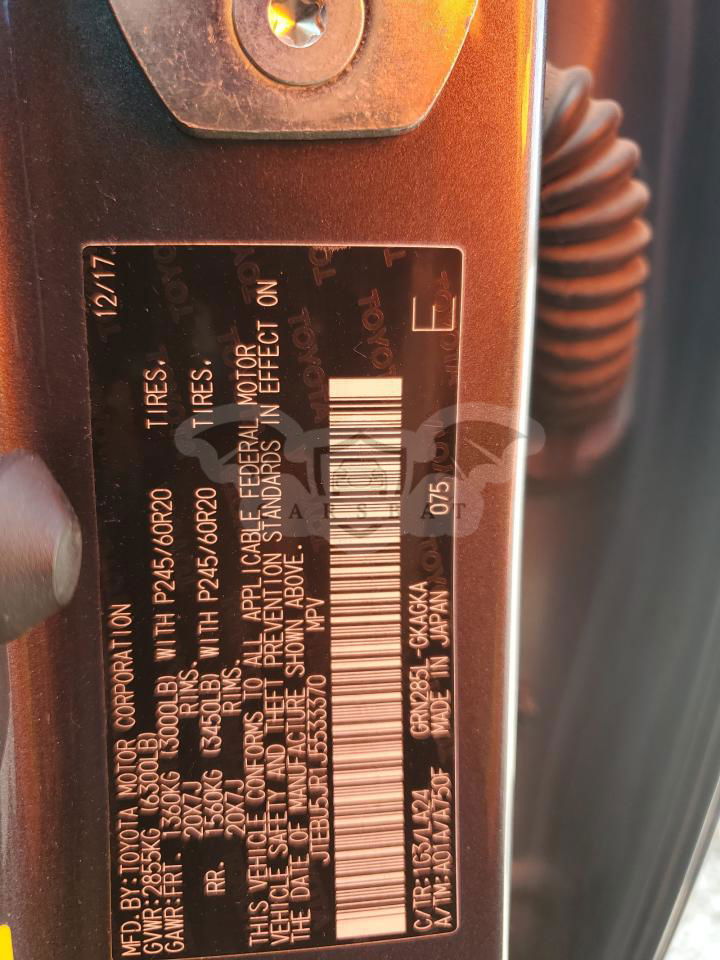 12/17
MFD.BY:TOYOTA MOTOR CORPORATION
GVWR:2855KG (6300LB)
GAWR:FRT. 1360KG (3000LB) WITH P245/60R20 TIRES.
20X7J RIMS.
RR. 1560KG (3450LB) WITH P245/60R20 TIRES.
20X7J RIMS.
THIS VEHICLE CONFORMS TO ALL APPLICABLE FEDERAL MOTOR
VEHICLE SAFETY AND THEFT PREVENTION STANDARDS IN EFFECT ON
THE DATE OF MANUFACTURE SHOWN ABOVE.
JTEBU5JR1J5533370 MPV
C/TR:1G3/LA24 GRN285L-GKAGKA
A/TM:A01A/A750F MADE IN JAPAN 075 E
CARSBAT